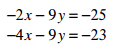 −2x − 9y = −25
−4x − 9y = −23